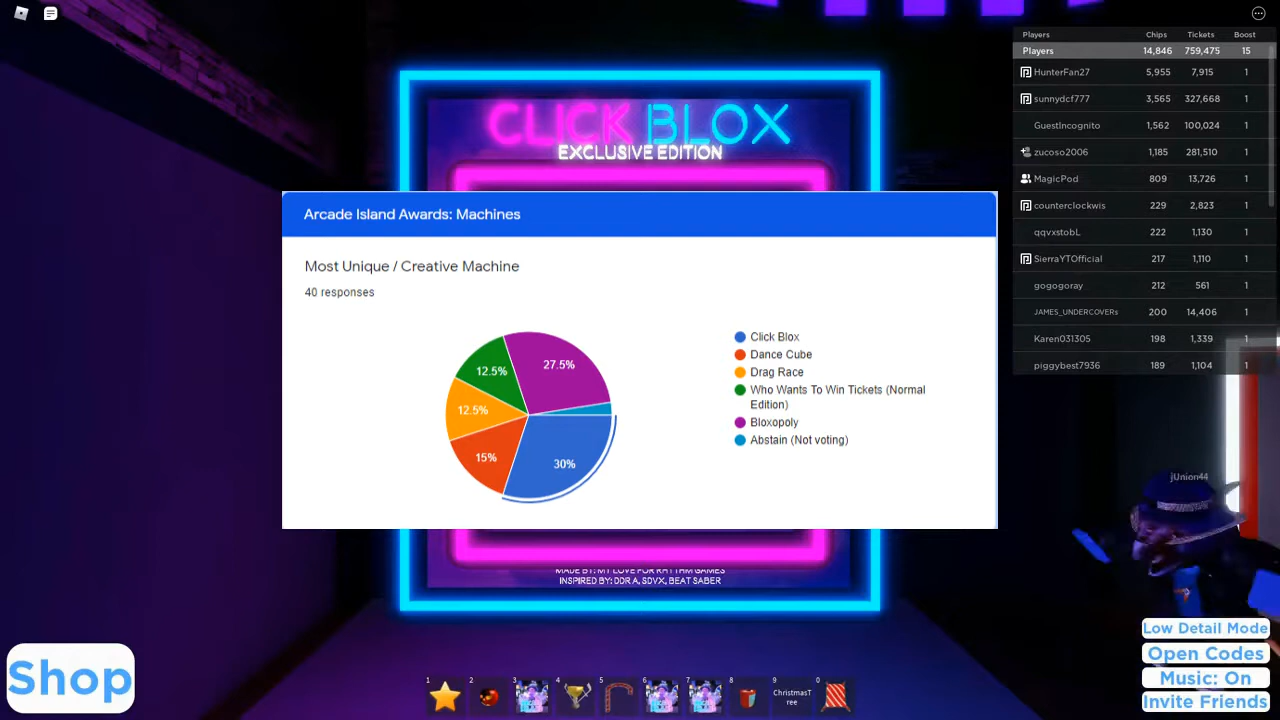 Players Chips Tickets Boost
Players 14,846 759,475 15
HunterFan27 5,955 7,915 1
sunnydcf777 3,565 327,668 1
GuestIncognito 1,562 100,024 1
zucoso2006 1,185 281,510 1
MagicPod 809 13,726 1
counterclockwis 229 2,823 1
qqvxstobL 222 1,130 1
SierraYTOfficial 217 1,110 1
gogogoray 212 561 1
JAMES_UNDERCOVERs 200 14,406 1
Karen031305 198 1,339 1
piggybest7936 189 1,104 1
CLICK BLOX
EXCLUSIVE EDITION
Arcade Island Awards: Machines
Most Unique / Creative Machine
40 responses
27.5%
12.5%
12.5%
15%
30%
Click Blox
Dance Cube
Drag Race
Who Wants To Win Tickets (Normal
Edition)
Bloxopoly
Abstain (Not voting)
MADE BY: MY LOVE FOR RHYTHM GAMES
INSPIRED BY: DDR A, SDVX, BEAT SABER
jUnion44
Shop
1 2 3 4 5 6 7 8 9 0
ChristmasT
ree
Low Detail Mode
Open Codes
Music: On
Invite Friends